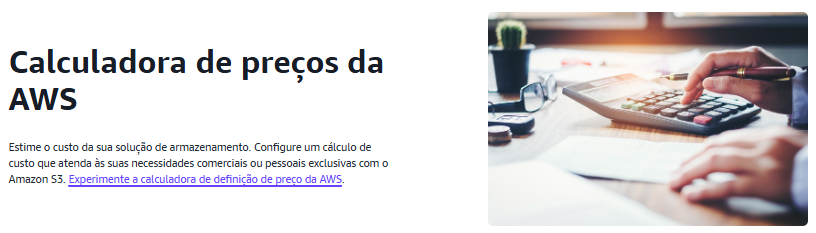 Calculadora de preços da
AWS
Estime o custo da sua solução de armazenamento. Configure um cálculo de
custo que atenda às suas necessidades comerciais ou pessoais exclusivas com o
Amazon S3. Experimente a calculadora de definição de preço da AWS.